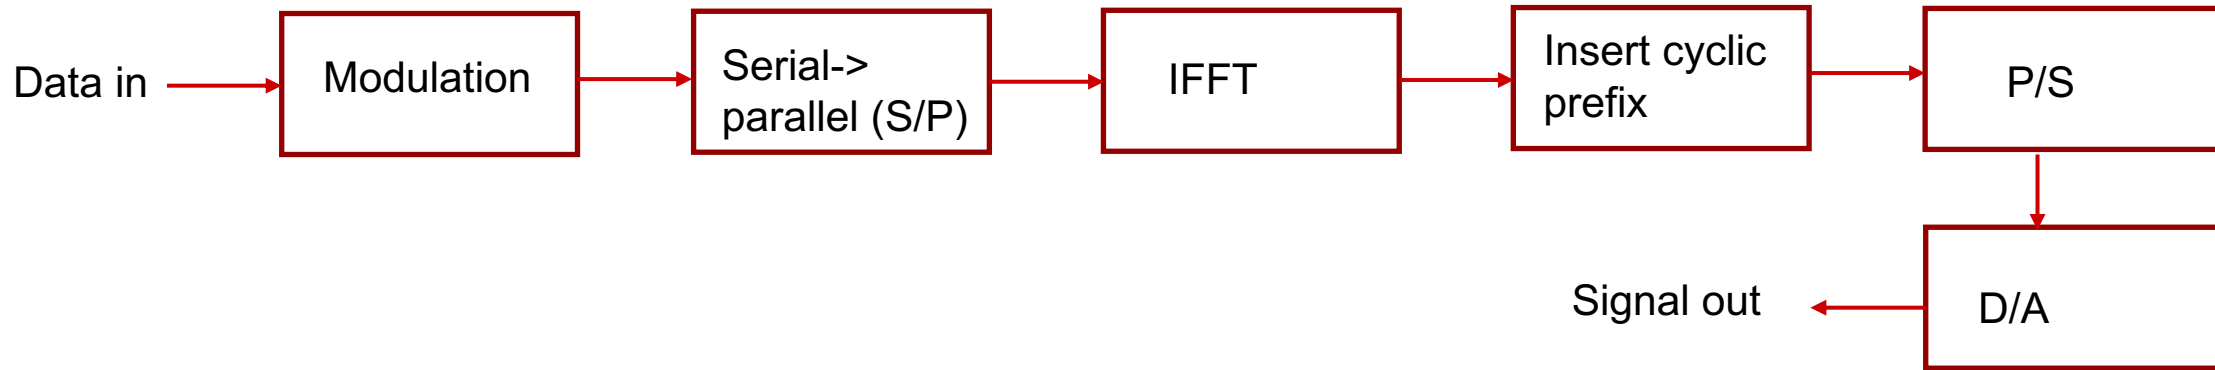 Data in
Modulation
Serial->
parallel (S/P)
IFFT
Insert cyclic
prefix
P/S
Signal out
D/A